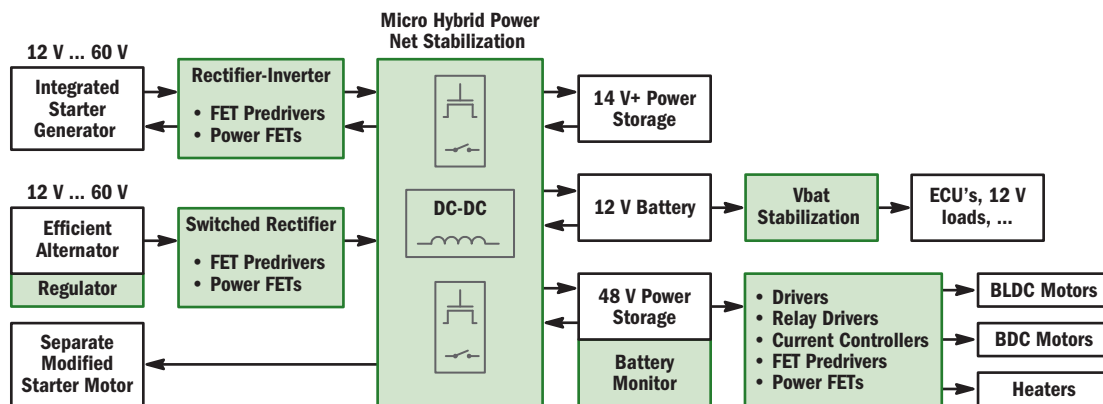 Micro Hybrid Power
Net Stabilization
12 V ... 60 V
Integrated
Starter
Generator
Rectifier-Inverter
• FET Predrivers
• Power FETs
14 V+ Power
Storage
12 V ... 60 V
Efficient
Alternator
Regulator
Switched Rectifier
• FET Predrivers
• Power FETs
DC-DC
12 V Battery
Vbat
Stabilization
ECU's, 12 V
loads, ...
Separate
Modified
Starter Motor
48 V Power
Storage
Battery
Monitor
• Drivers
• Relay Drivers
• Current Controllers
• FET Predrivers
• Power FETs
BLDC Motors
BDC Motors
Heaters